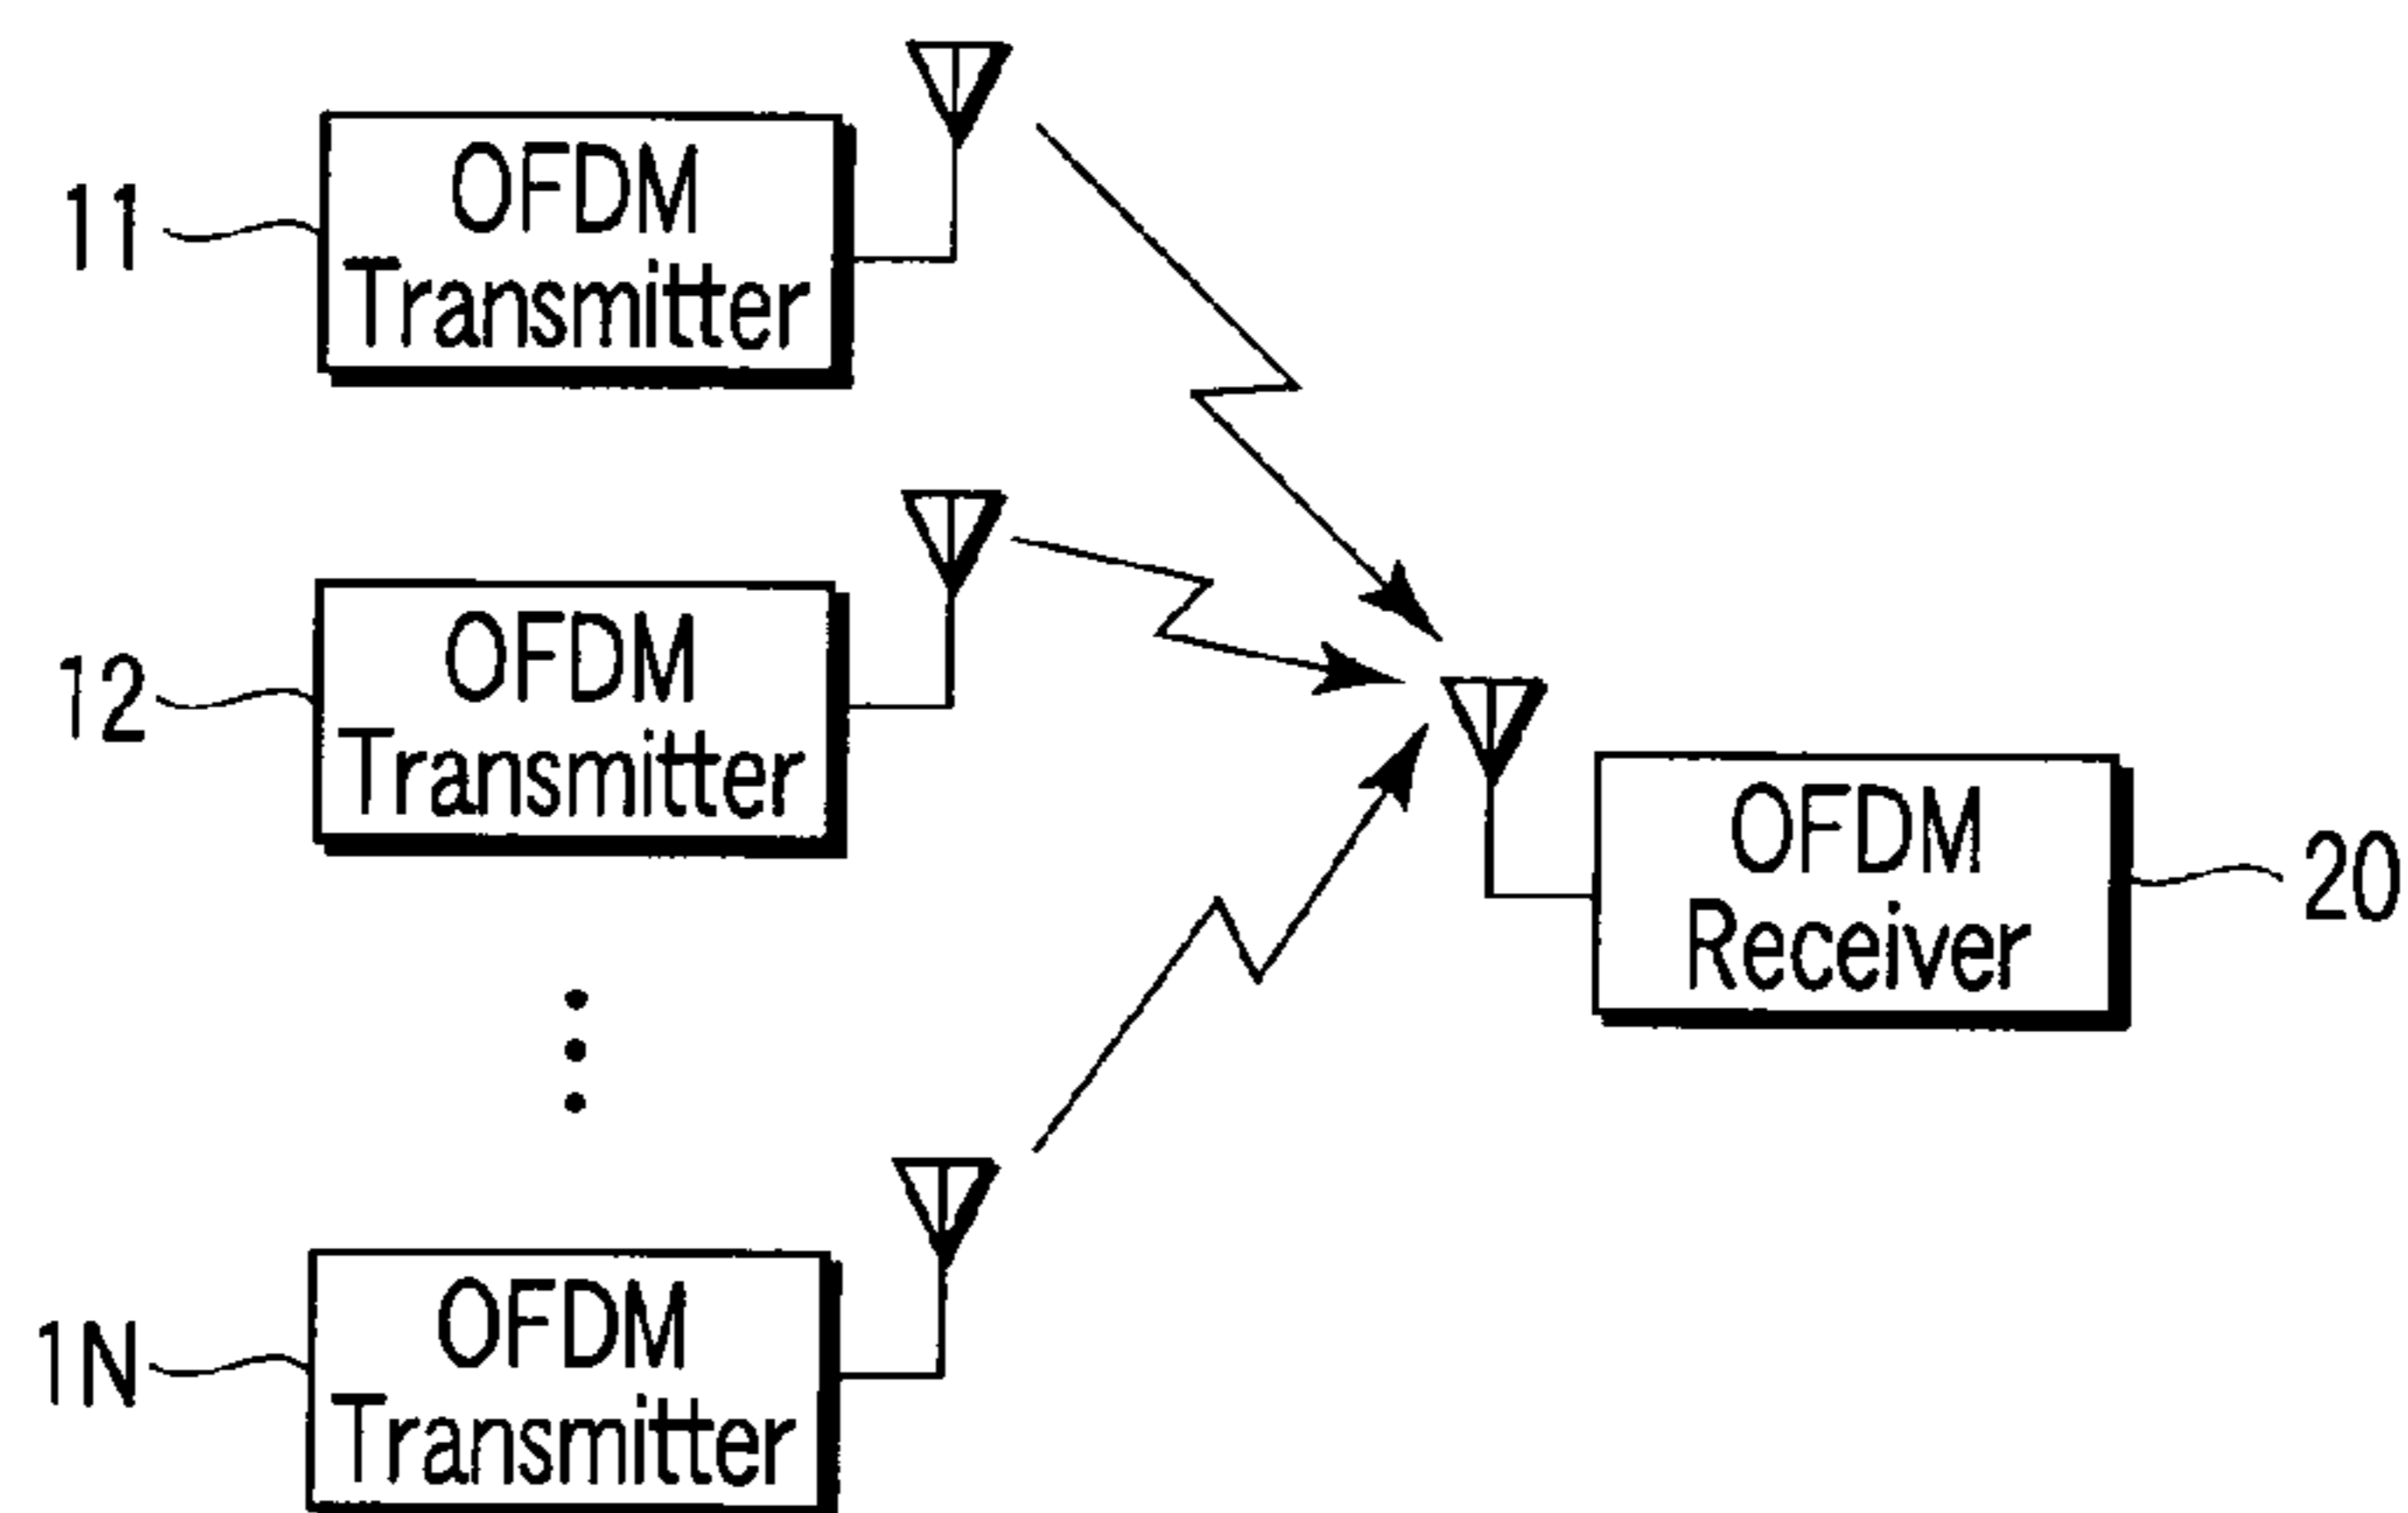 11
OFDM
Transmitter
12
OFDM
Transmitter
OFDM
Receiver
20
1N
OFDM
Transmitter